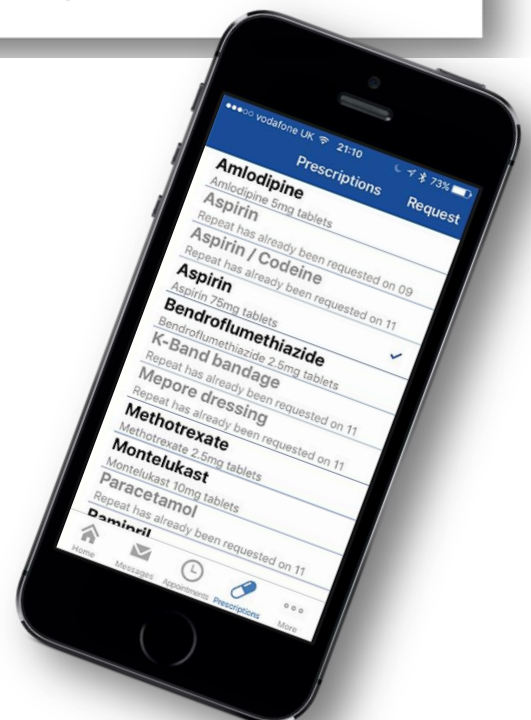 vodafone UK 21:10 73%
Prescriptions Request
Amlodipine
Amlodipine 5mg tablets
Aspirin
Repeat has already been requested on 09
Aspirin / Codeine
Repeat has already been requested on 11
Aspirin
Aspirin 75mg tablets
Bendroflumethiazide
Bendroflumethiazide 2.5mg tablets
K-Band bandage
Repeat has already been requested on 11
Mepore dressing
Repeat has already been requested on 11
Methotrexate
Methotrexate 2.5mg tablets
Montelukast
Montelukast 10mg tablets
Paracetamol
Repeat has already been requested on 11
Ramipril
Home Messages Appointments Prescriptions More